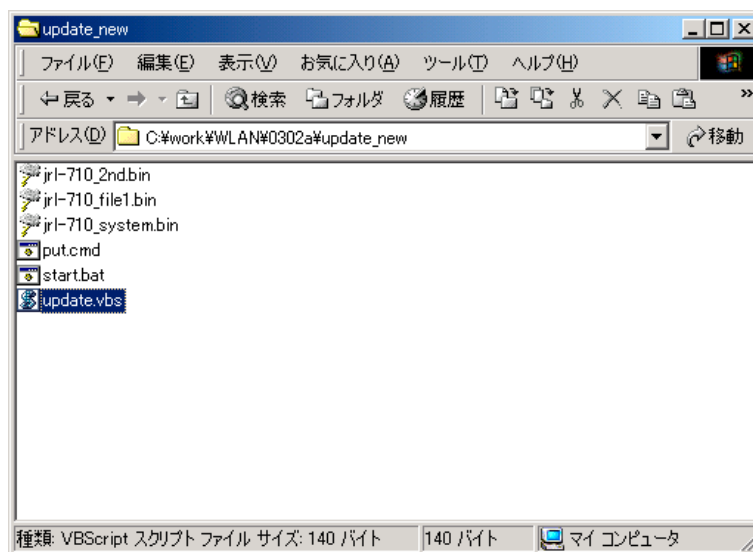 update_new
ファイル(F) 編集(E) 表示(V) お気に入り(A) ツール(T) ヘルプ(H)
戻る 検索 フォルダ 履歴 »
アドレス(D) C:¥work¥WLAN¥0302a¥update_new 移動
jrl-710_2nd.bin
jrl-710_file1.bin
jrl-710_system.bin
put.cmd
start.bat
update.vbs
種類: VBScript スクリプト ファイル サイズ: 140 バイト 140 バイト マイ コンピュータ